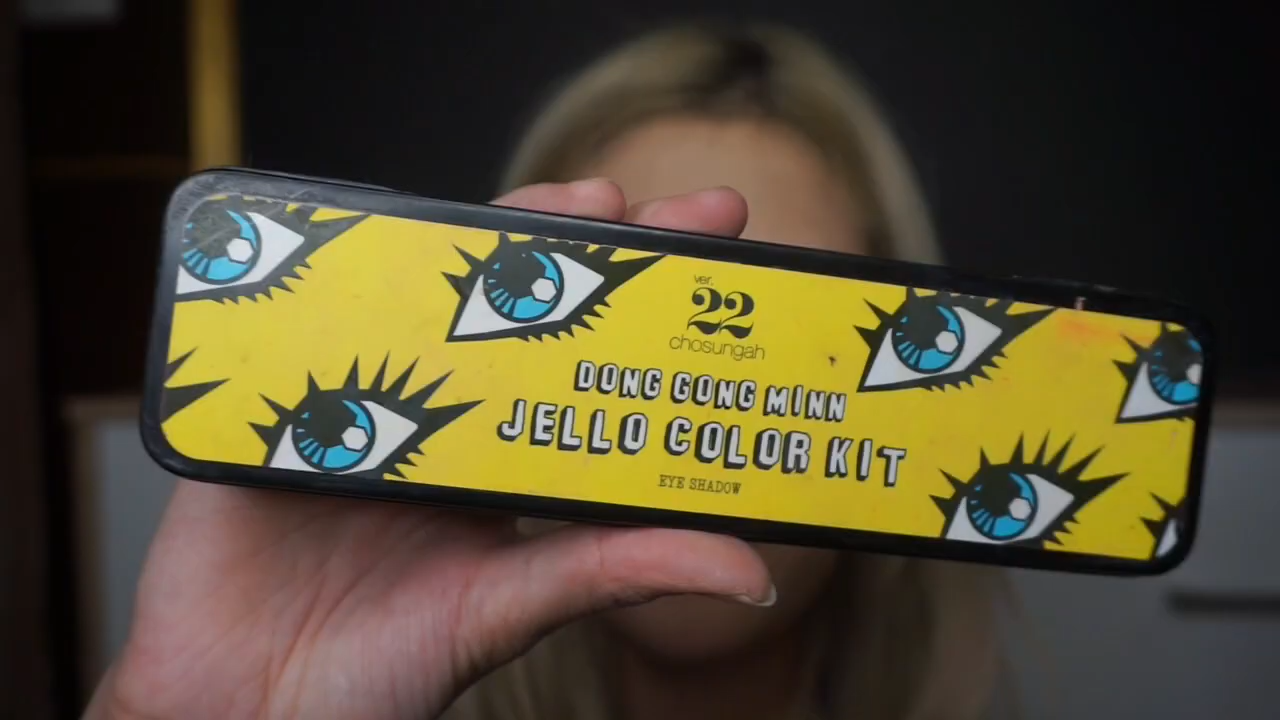 ver.
22
chosungah
DONG GONG MINN
JELLO COLOR KIT
EYE SHADOW